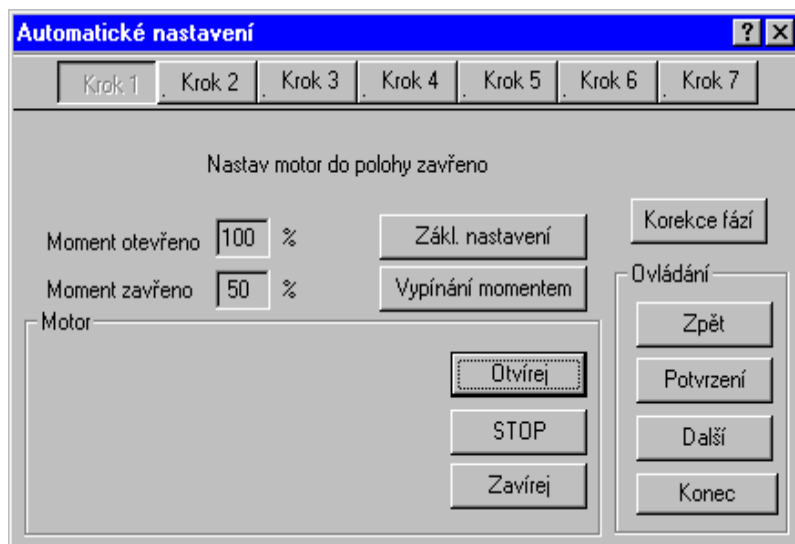 Automatické nastavení
Krok 1 Krok 2 Krok 3 Krok 4 Krok 5 Krok 6 Krok 7
Nastav motor do polohy zavřeno
Moment otevřeno 100 %
Moment zavřeno 50 %
Zákl. nastavení
Vypínání momentem
Korekce fází
Motor
Otvírej
STOP
Zavírej
Ovládání
Zpět
Potvrzení
Další
Konec